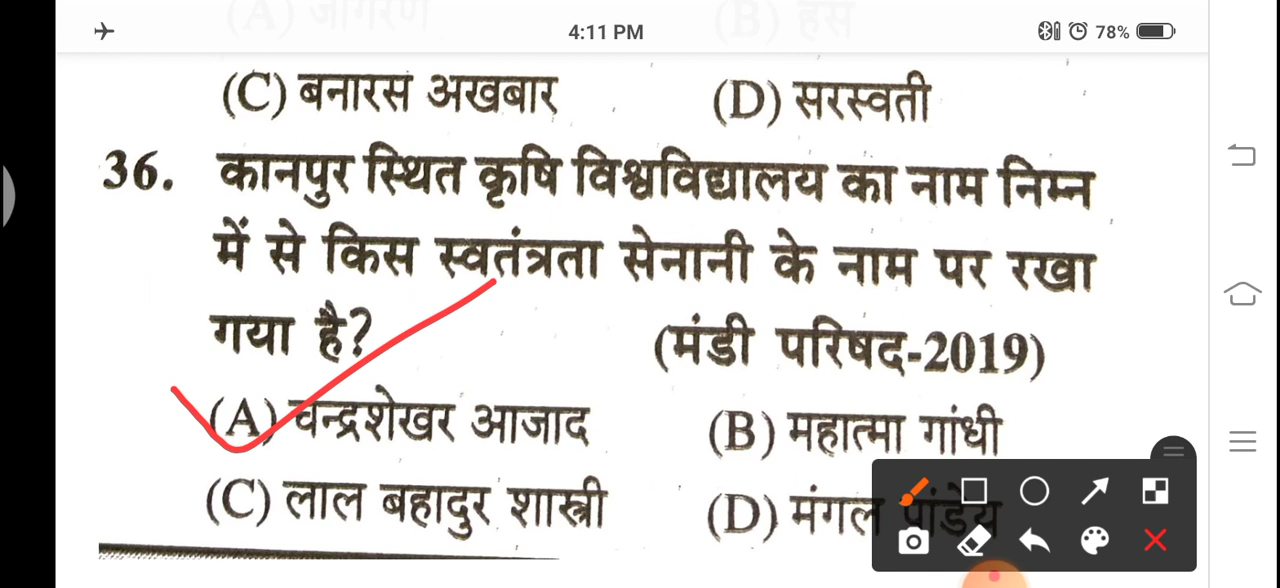 (A) जागरण (B) हंस
4:11 PM 78%
(C) बनारस अखबार (D) सरस्वती
36. कानपुर स्थित कृषि विश्वविद्यालय का नाम निम्न
में से किस स्वतंत्रता सेनानी के नाम पर रखा
गया है? (मंडी परिषद-2019)
(A) चन्द्रशेखर आजाद (B) महात्मा गांधी
(C) लाल बहादुर शास्त्री (D) मंगल पांडेय